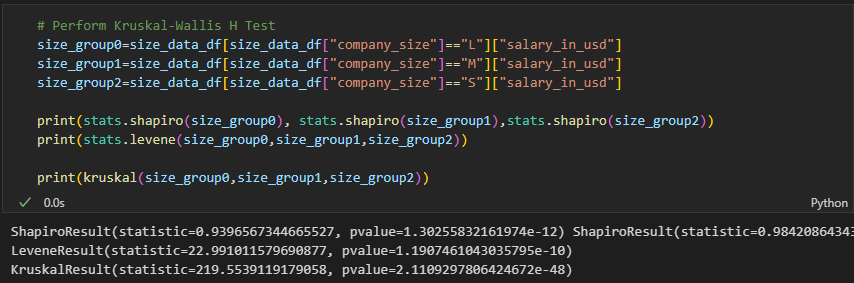 # Perform Kruskal-Wallis H Test
size_group0=size_data_df[size_data_df["company_size"]=="L"]["salary_in_usd"]
size_group1=size_data_df[size_data_df["company_size"]=="M"]["salary_in_usd"]
size_group2=size_data_df[size_data_df["company_size"]=="S"]["salary_in_usd"]
print(stats.shapiro(size_group0), stats.shapiro(size_group1),stats.shapiro(size_group2))
print(stats.levene(size_group0,size_group1,size_group2))
print(kruskal(size_group0,size_group1,size_group2))
0.0s Python
ShapiroResult(statistic=0.9396567344665527, pvalue=1.30255832161974e-12) ShapiroResult(statistic=0.98420864343
LeveneResult(statistic=22.991011579690877, pvalue=1.1907461043035795e-10)
KruskalResult(statistic=219.5539119179058, pvalue=2.1109297806424672e-48)